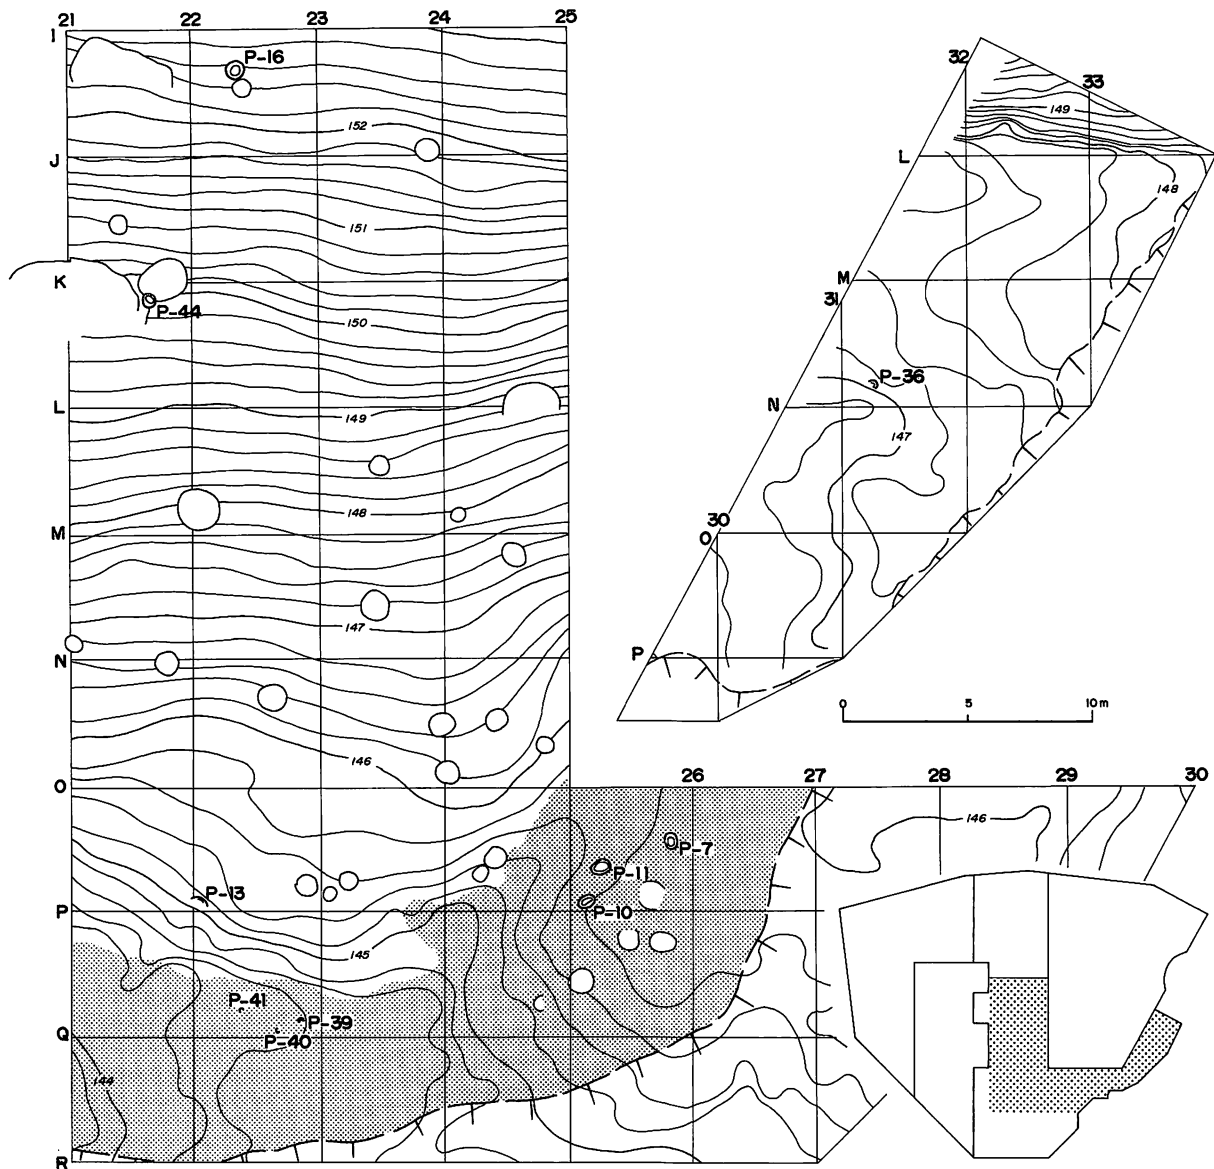 21 22 23 24 25
I
P-16
32
33
149
152
J
L
148
151
K
M
31
P-44
150
P-36
L
N
149
147
148
M
30
O
147
N
P
0 5 10m
146
O
26 27 28 29 30
146
P-7
P-11
P-13
P-10
P
145
P-41
P-39
Q
P-40
144
R